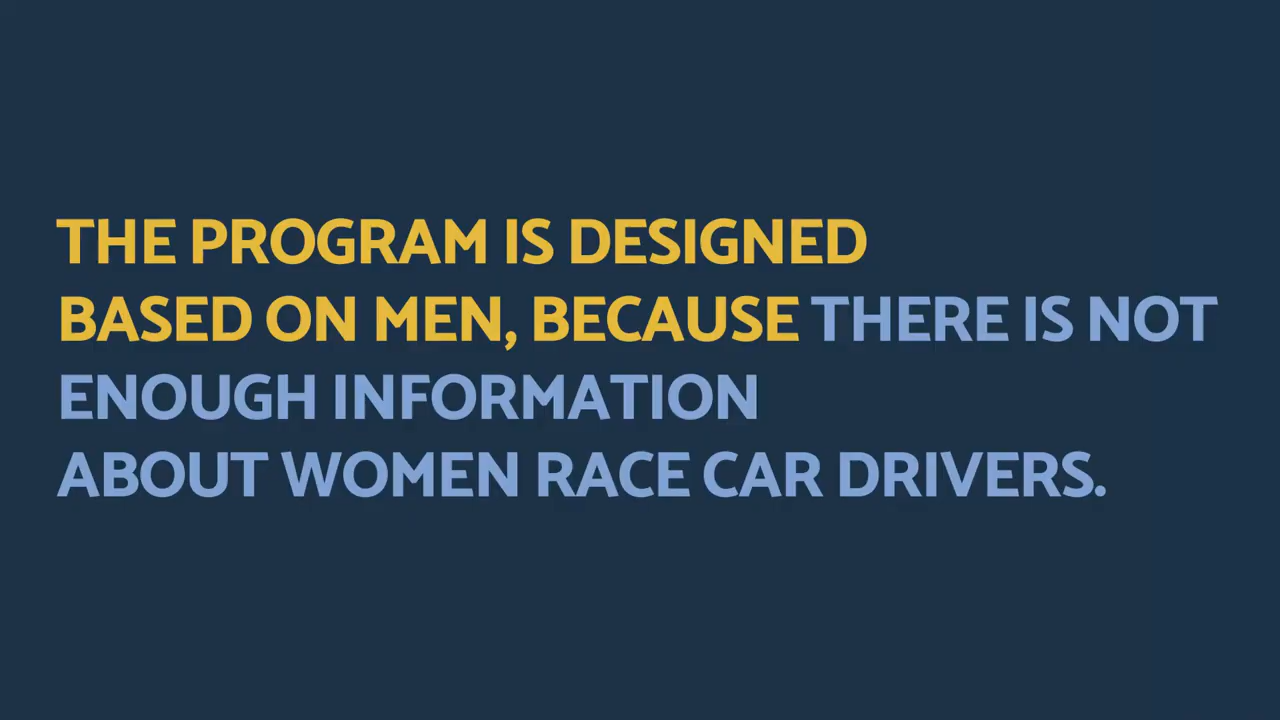 THE PROGRAM IS DESIGNED
BASED ON MEN, BECAUSE THERE IS NOT
ENOUGH INFORMATION
ABOUT WOMEN RACE CAR DRIVERS.